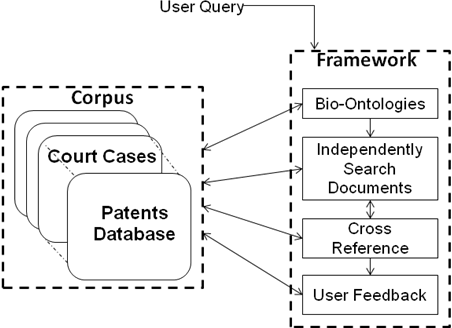 User Query
Corpus
Court Cases
Patents
Database
Framework
Bio-Ontologies
Independently
Search
Documents
Cross
Reference
User Feedback